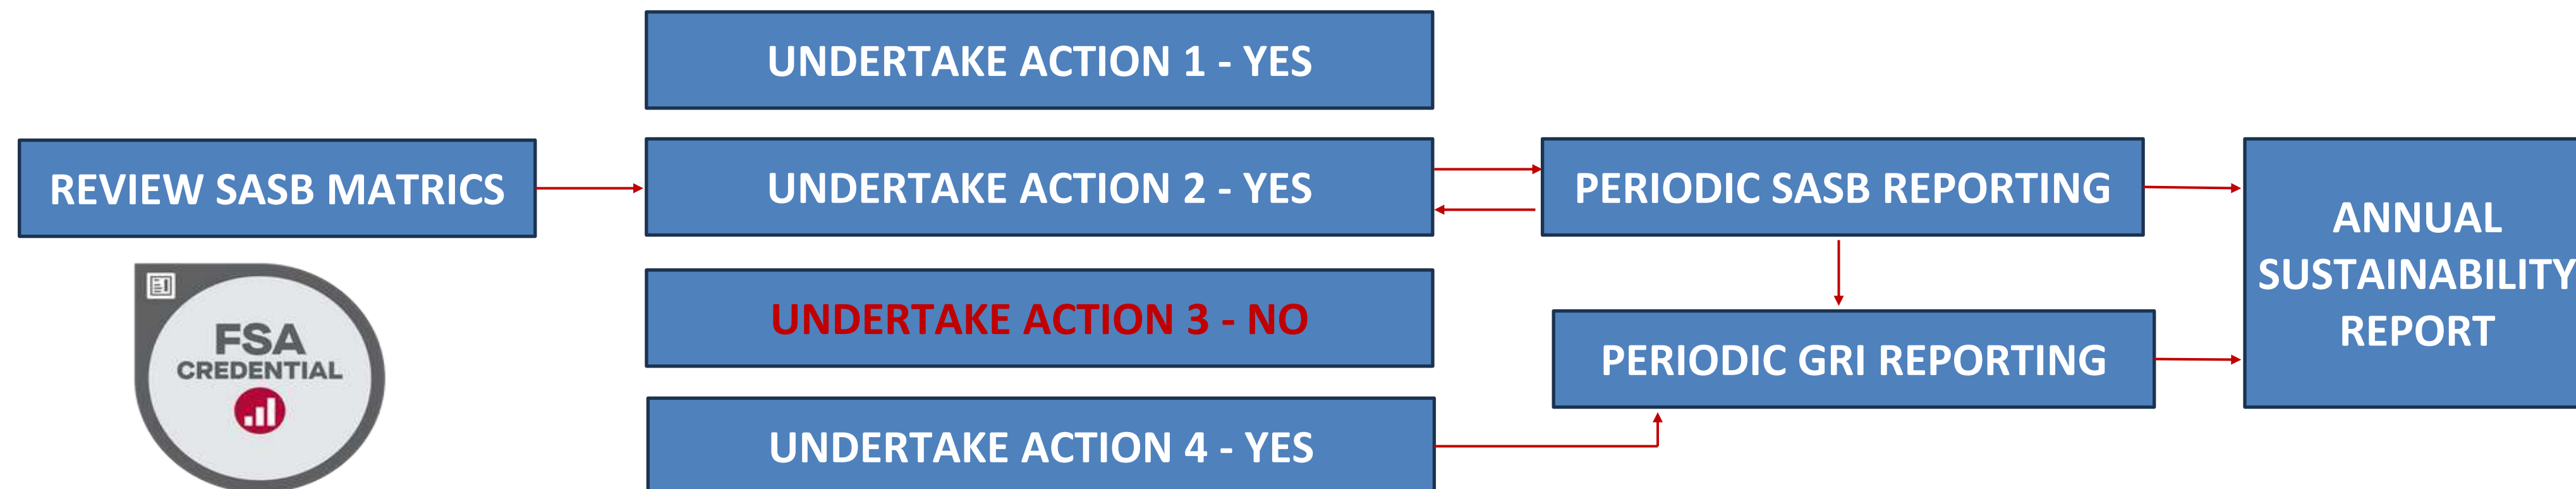 UNDERTAKE ACTION 1 - YES
REVIEW SASB MATRICS
UNDERTAKE ACTION 2 - YES
PERIODIC SASB REPORTING
ANNUAL
SUSTAINABILITY
REPORT
FSA
CREDENTIAL
UNDERTAKE ACTION 3 - NO
PERIODIC GRI REPORTING
UNDERTAKE ACTION 4 - YES